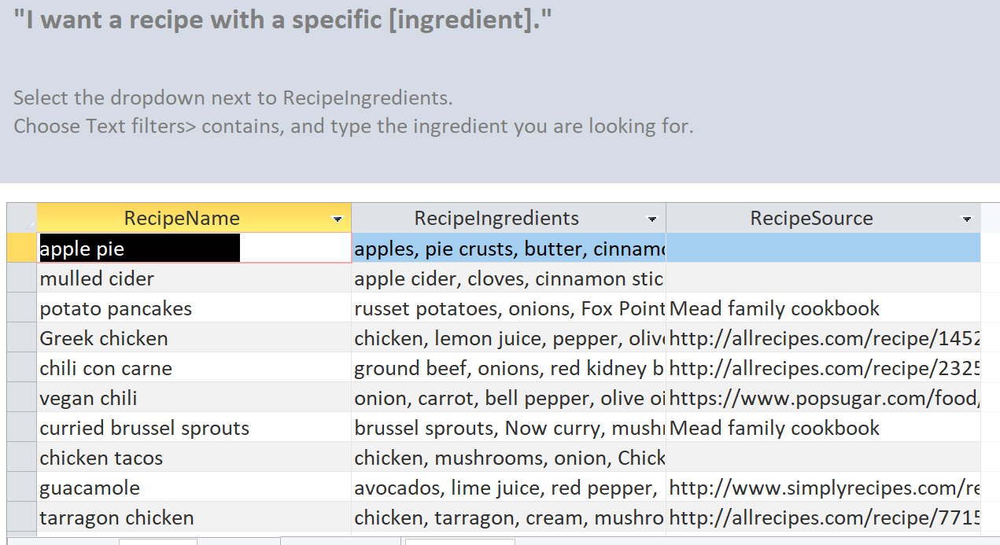 "I want a recipe with a specific [ingredient]."
Select the dropdown next to RecipeIngredients.
Choose Text filters> contains, and type the ingredient you are looking for.
RecipeName RecipeIngredients RecipeSource
apple pie apples, pie crusts, butter, cinnamo
mulled cider apple cider, cloves, cinnamon stic
potato pancakes russet potatoes, onions, Fox Point Mead family cookbook
Greek chicken chicken, lemon juice, pepper, olive http://allrecipes.com/recipe/1452
chili con carne ground beef, onions, red kidney b http://allrecipes.com/recipe/2325
vegan chili onion, carrot, bell pepper, olive oi https://www.popsugar.com/food/
curried brussel sprouts brussel sprouts, Now curry, mushr Mead family cookbook
chicken tacos chicken, mushrooms, onion, Chick
guacamole avocados, lime juice, red pepper, http://www.simplyrecipes.com/re
tarragon chicken chicken, tarragon, cream, mushro http://allrecipes.com/recipe/7715